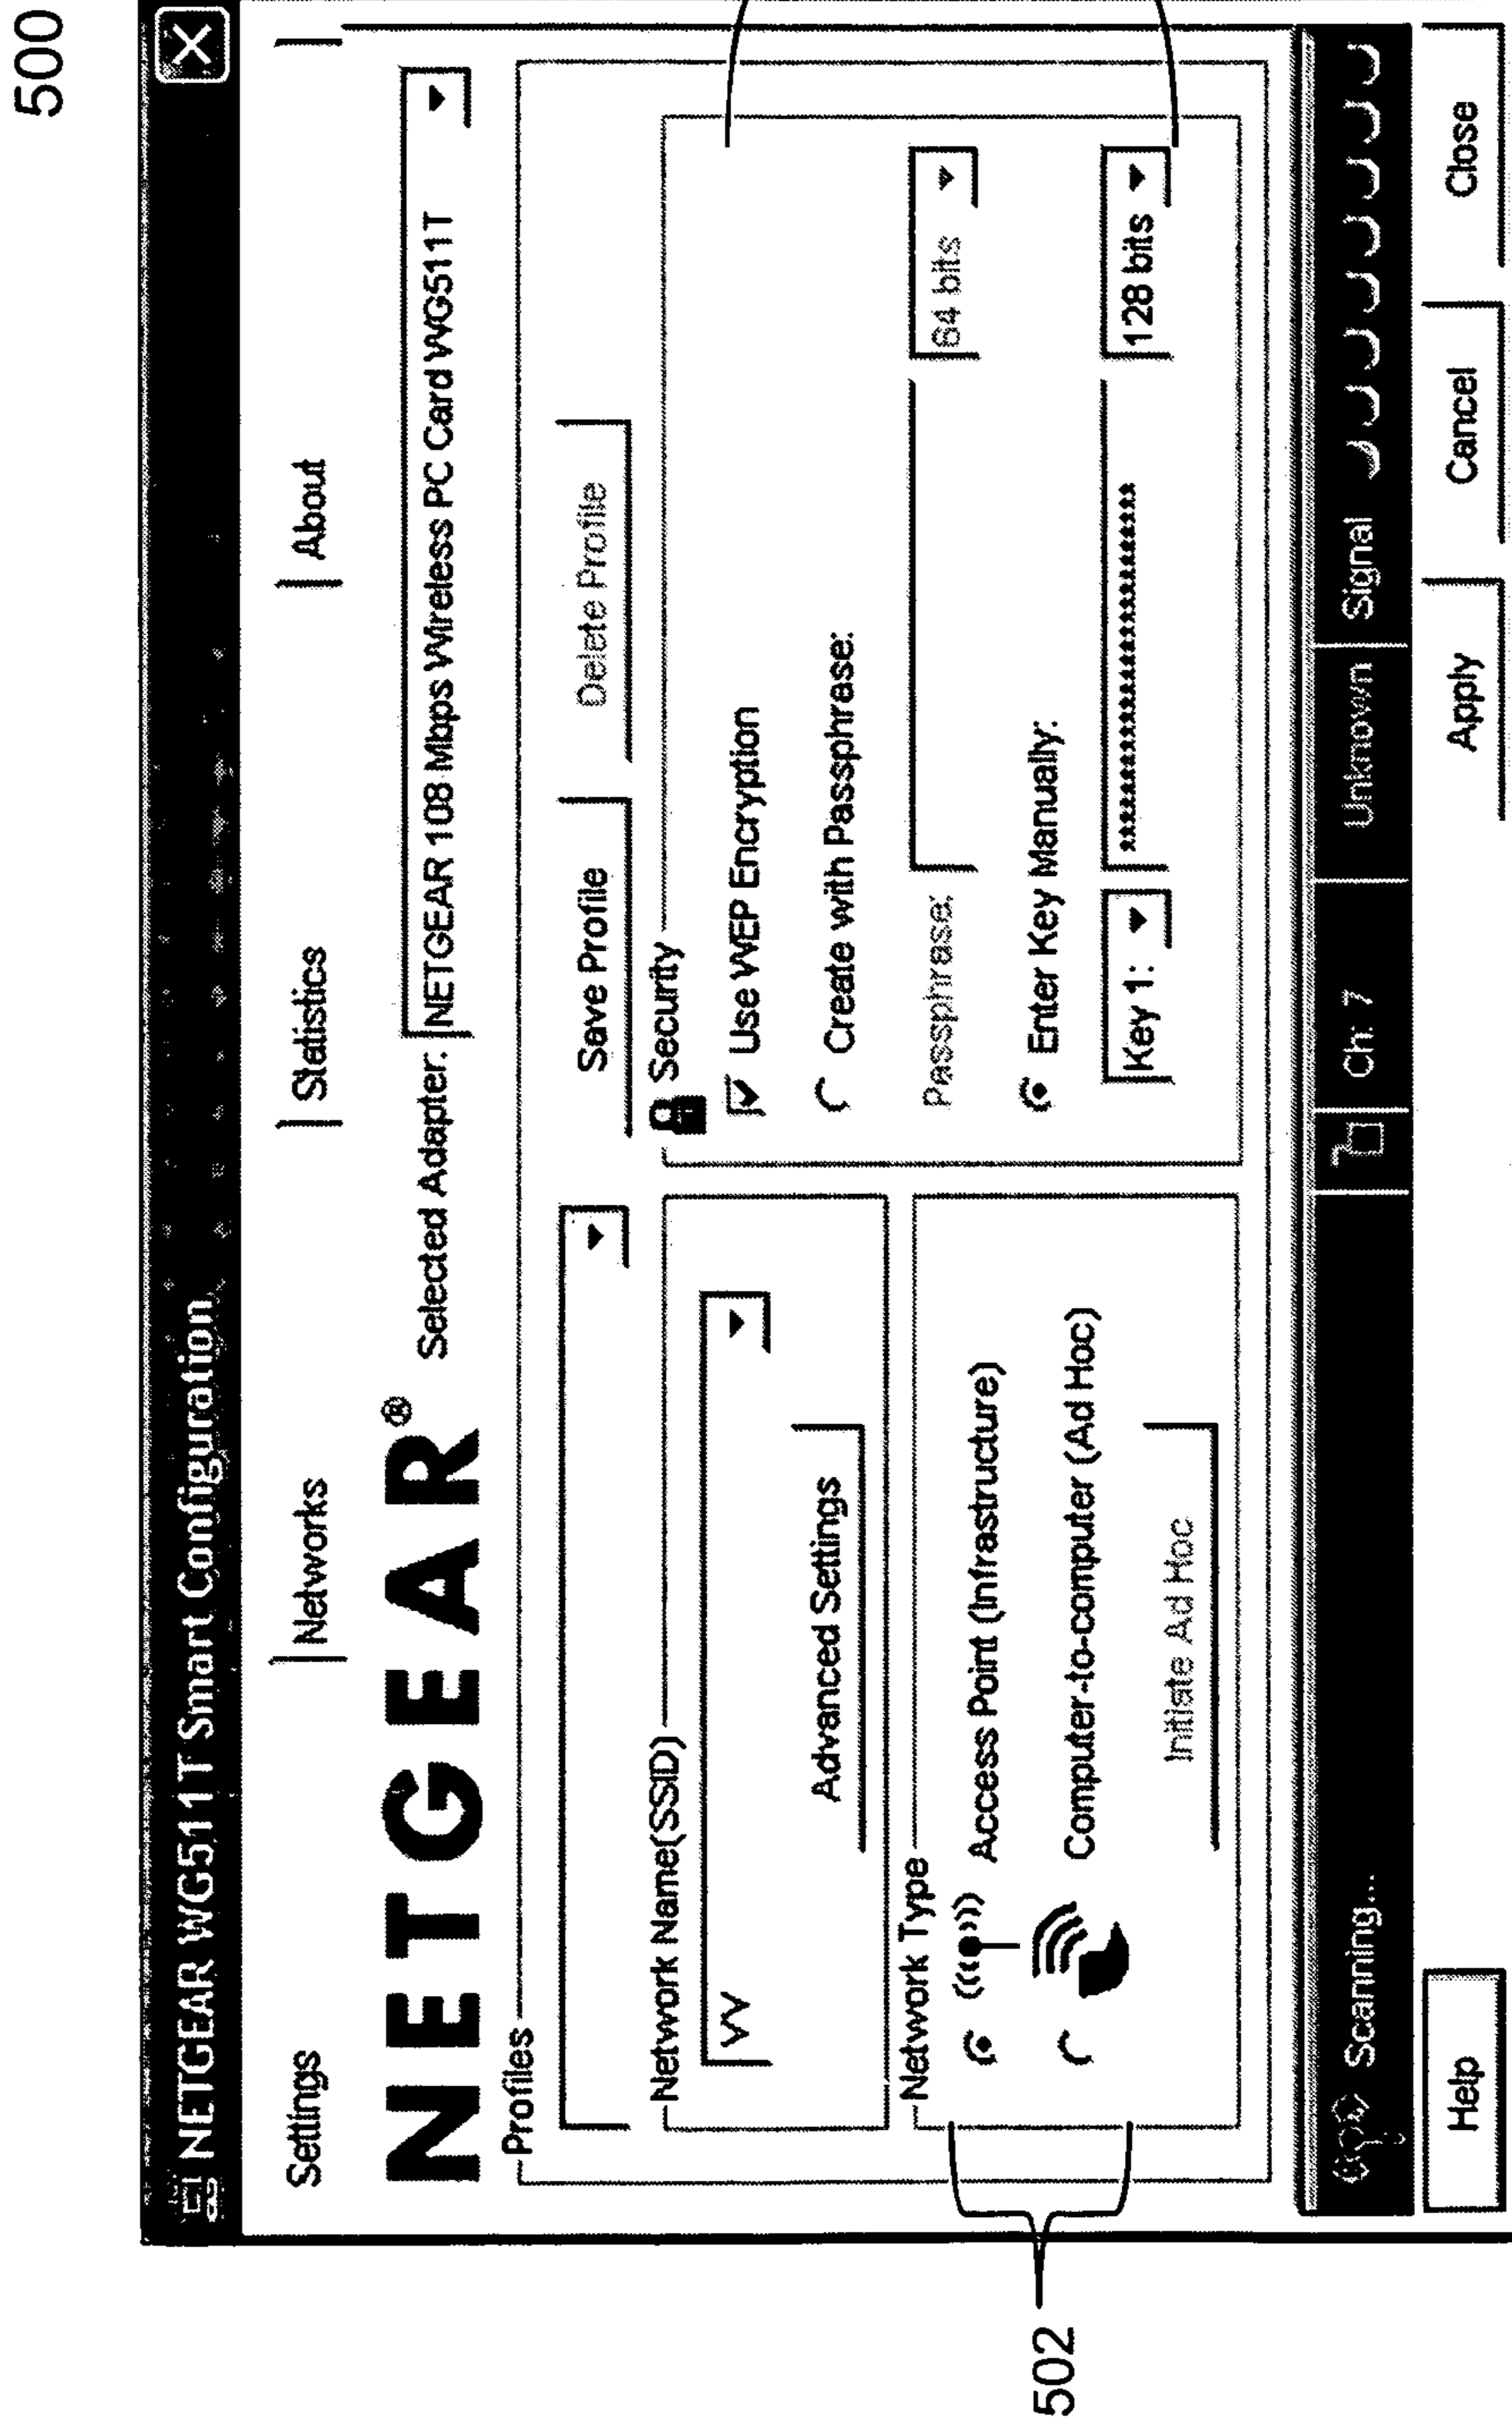 500
NETGEAR WG511T Smart Configuration
Settings Networks Statistics About
NETGEAR® Selected Adapter: NETGEAR 108 Mbps Wireless PC Card WG511T
Profiles
Save Profile Delete Profile
Network Name(SSID)
VV
Advanced Settings
Network Type
Access Point (Infrastructure)
Computer-to-computer (Ad Hoc)
Initiate Ad Hoc
502
Security
Use WEP Encryption
Create with Passphrase:
Passphrase: 64 bits
Enter Key Manually:
Key 1: ************************** 128 bits
Scanning... Ch: 7 Unknown Signal
Help Apply Cancel Close